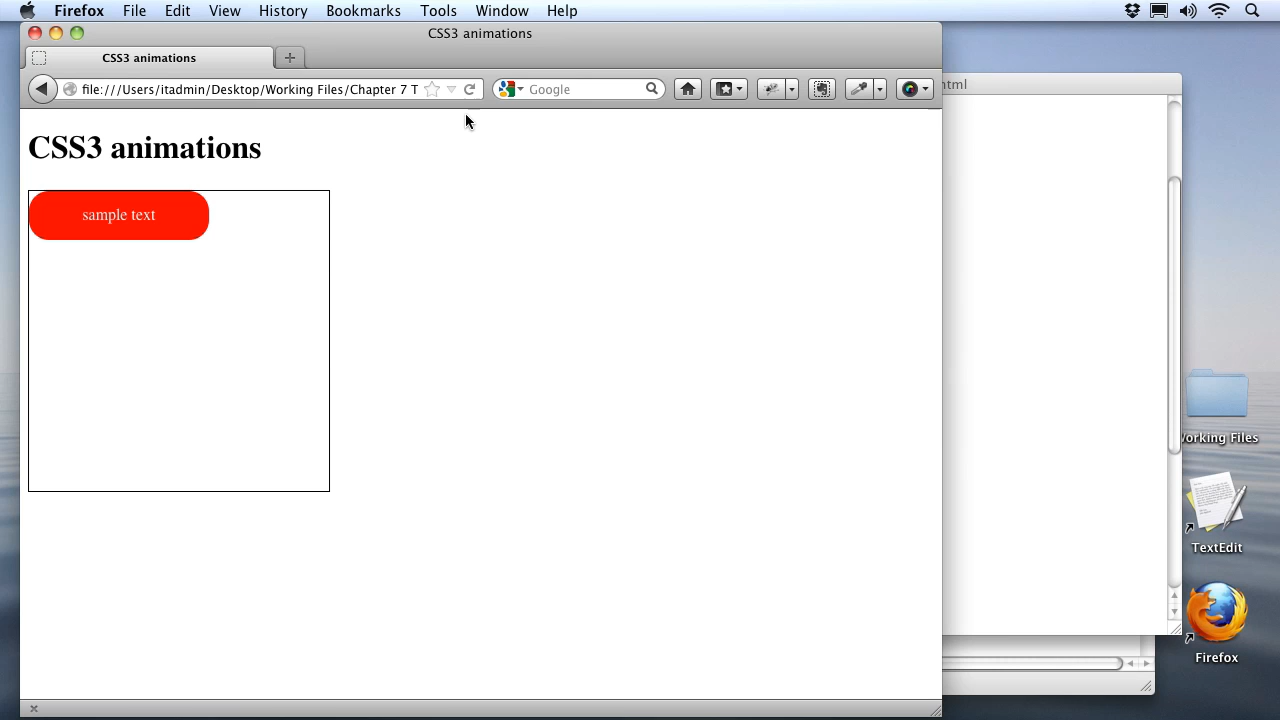 Firefox File Edit View History Bookmarks Tools Window Help
CSS3 animations
html
CSS3 animations
file:///Users/itadmin/Desktop/Working Files/Chapter 7 T
Google
CSS3 animations
sample text
orking Files
TextEdit
Firefox